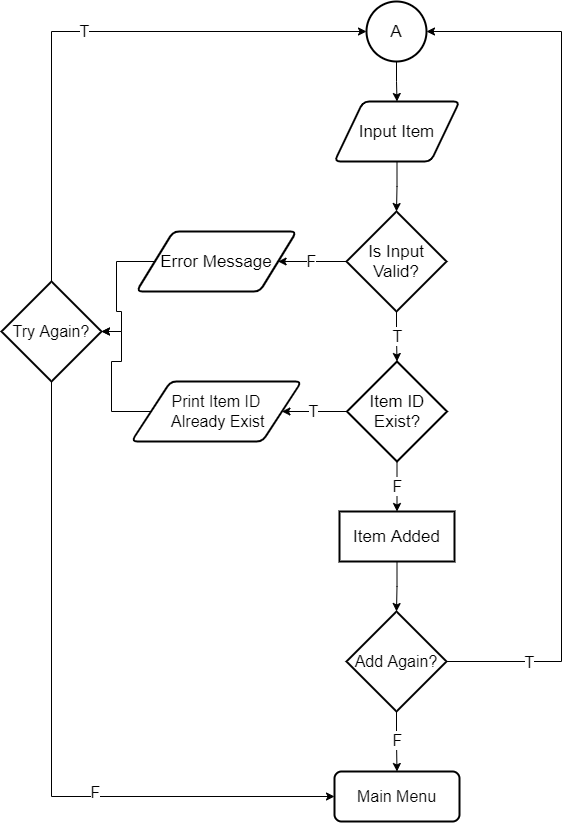 T
A
Input Item
Is Input
Valid?
Error Message
F
Try Again?
T
Print Item ID
Already Exist
T
Item ID
Exist?
F
Item Added
Add Again?
T
F
F
Main Menu